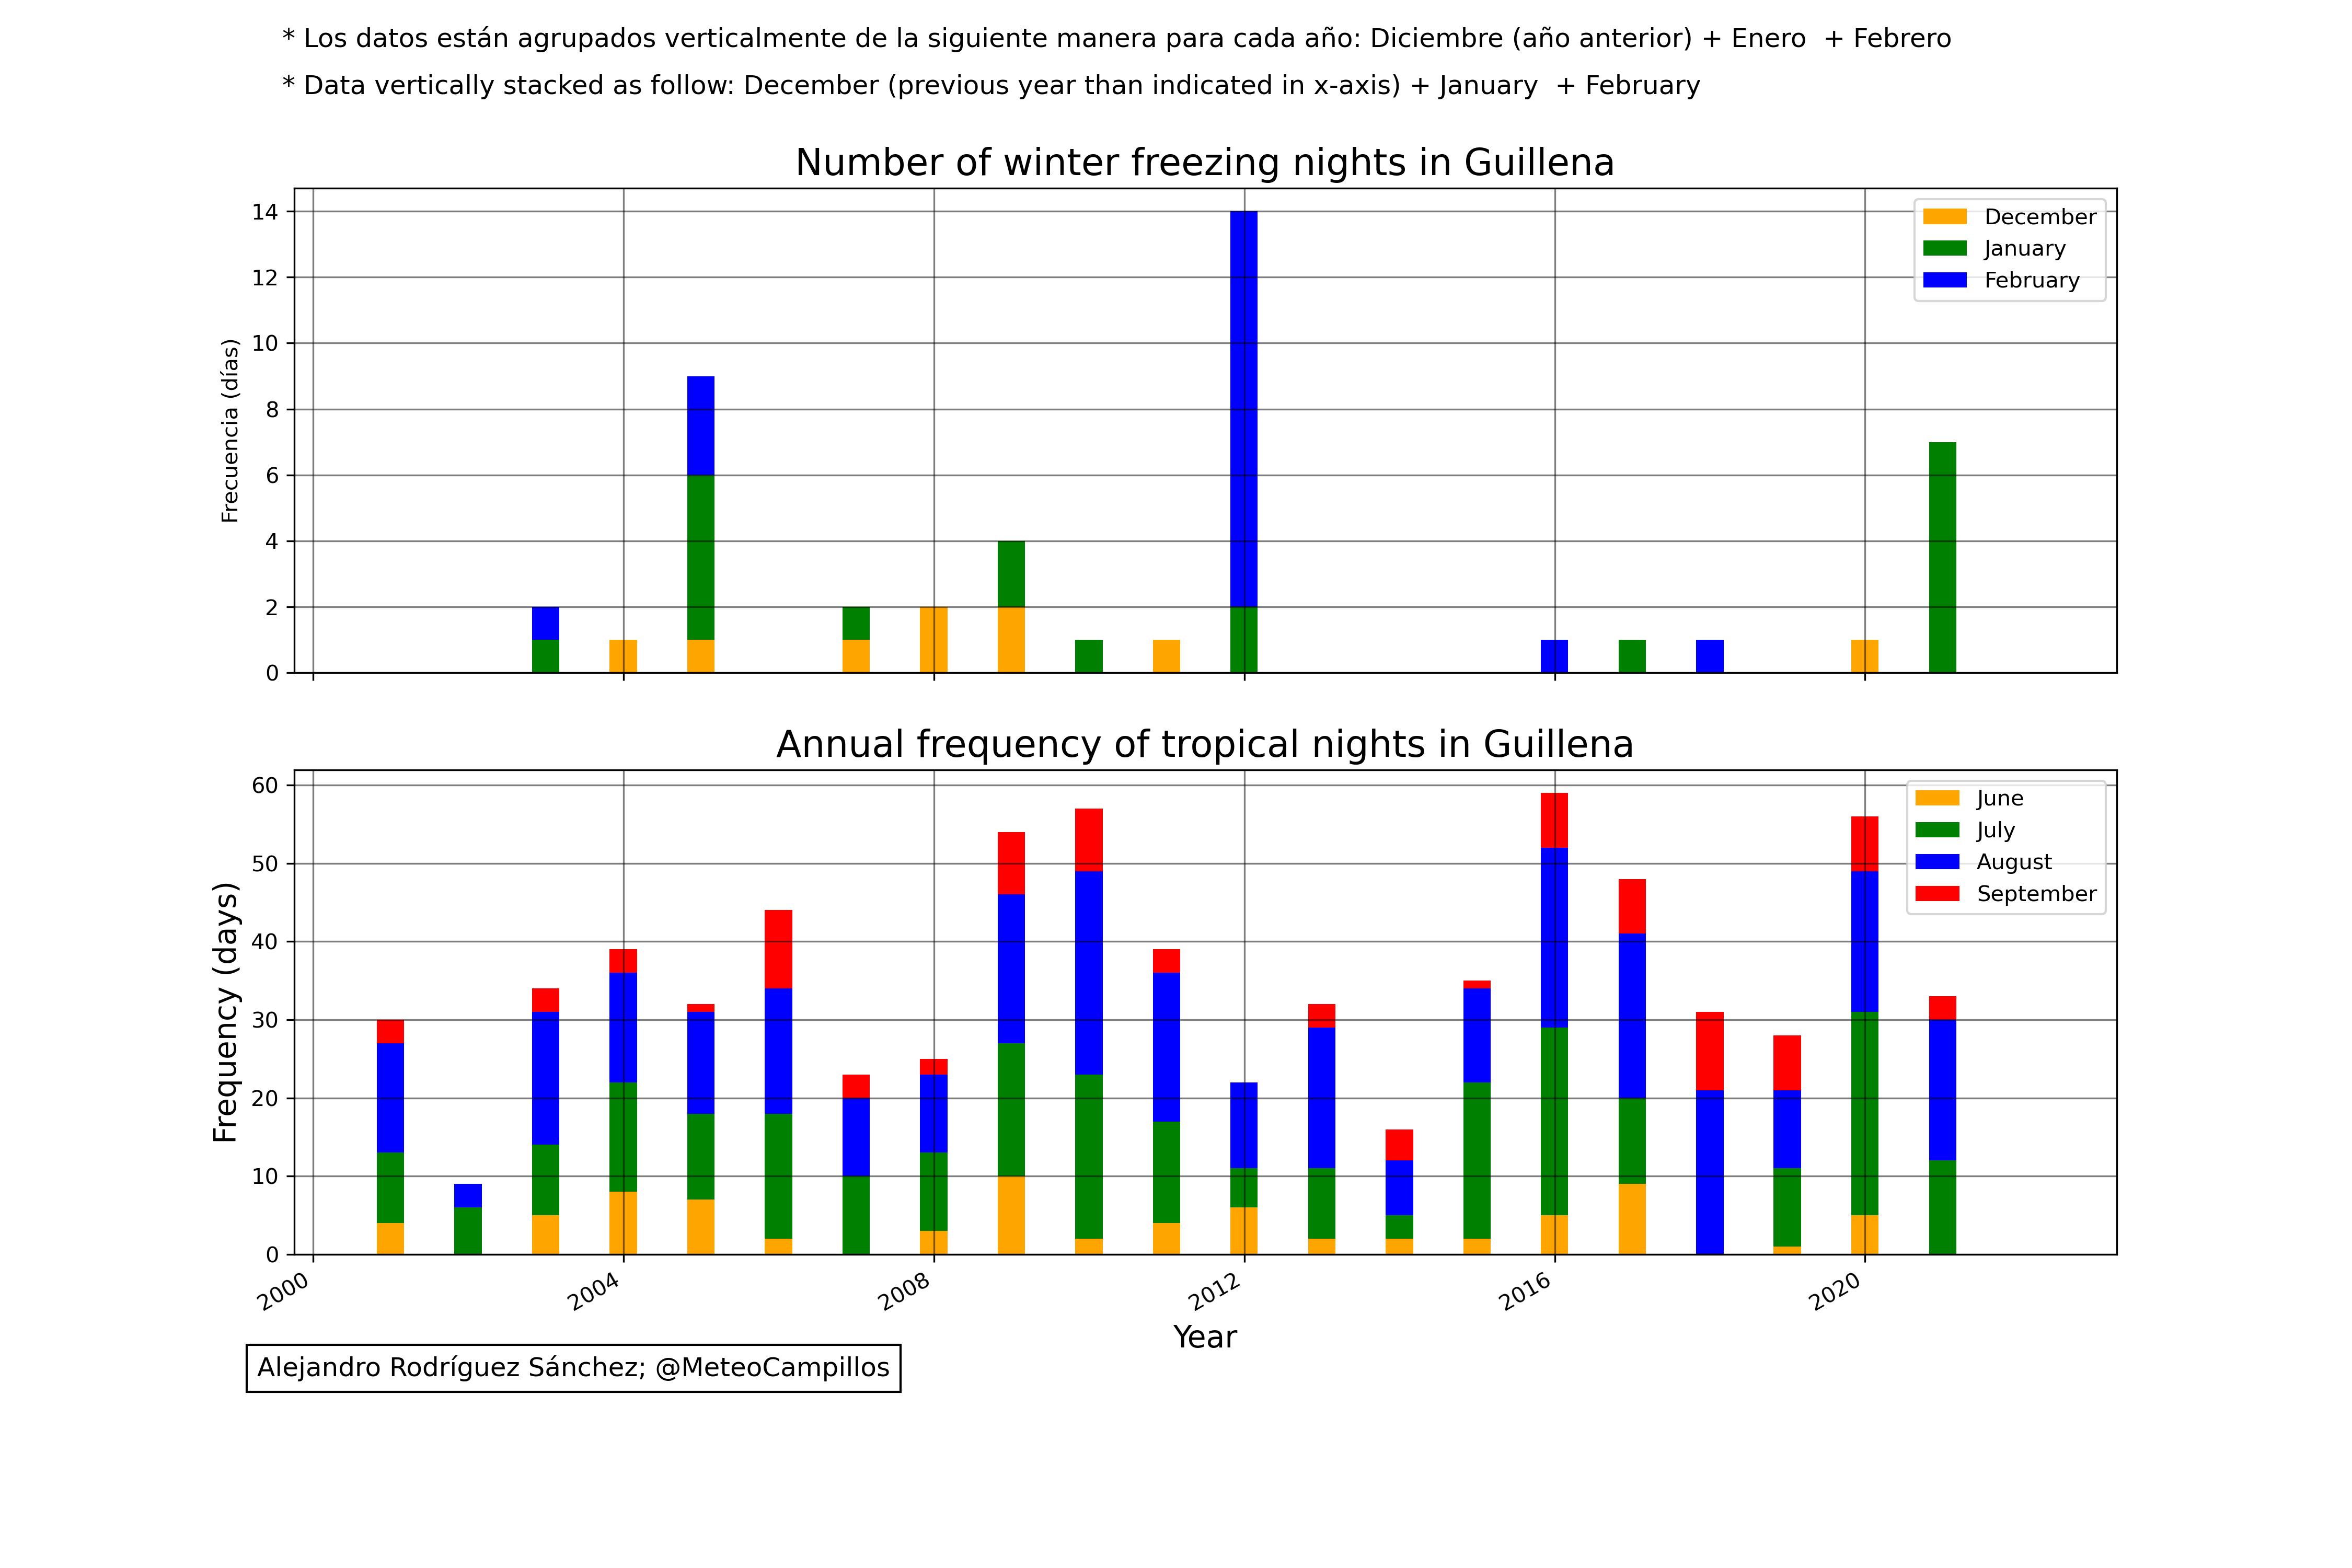 * Los datos están agrupados verticalmente de la siguiente manera para cada año: Diciembre (año anterior) + Enero  + Febrero
* Data vertically stacked as follow: December (previous year than indicated in x-axis) + January  + February
Number of winter freezing nights in Guillena
14
12
10
8
6
4
2
0
Frecuencia (días)
December
January
February
Annual frequency of tropical nights in Guillena
60
50
40
30
20
10
0
Frequency (days)
June
July
August
September
2000
2004
2008
2012
2016
2020
Year
Alejandro Rodríguez Sánchez; @MeteoCampillos